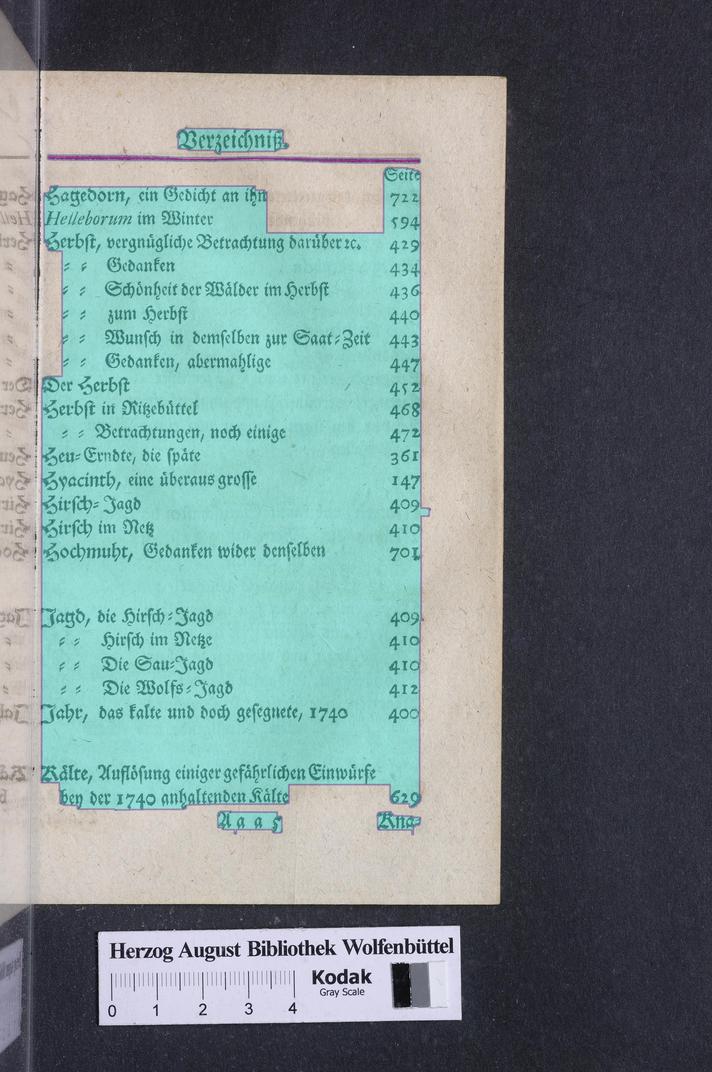 Verzeichniß.
Seite
Hagedorn, ein Gedicht an ihn 722
Helleborum im Winter 594
Herbst, vergnügliche Betrachtung darüber ꝛc. 429
⸗ ⸗ Gedanken 434
⸗ ⸗ Schönheit der Wälder im Herbst 436
⸗ ⸗ zum Herbst 440
⸗ ⸗ Wunsch in demselben zur Saat⸗Zeit 443
⸗ ⸗ Gedanken, abermahlige 447
Der Herbst 452
Herbst in Ritzebüttel 468
⸗ ⸗ Betrachtungen, noch einige 472
Heu⸗Erndte, die späte 361
Hyacinth, eine überaus grosse 147
Hirsch⸗Jagd 409
Hirsch im Netz 410
Hochmuht, Gedanken wider denselben 701
Jagd, die Hirsch⸗Jagd 409
⸗ ⸗ Hirsch im Netze 410
⸗ ⸗ Die Sau⸗Jagd 410
⸗ ⸗ Die Wolfs⸗Jagd 412
Jahr, das kalte und doch gesegnete, 1740 400
Kälte, Auflösung einiger gefährlichen Einwürfe
bey der 1740 anhaltenden Kälte 629
A a a 5 Kna⸗
Herzog August Bibliothek Wolfenbüttel
Kodak
Gray Scale
0 1 2 3 4